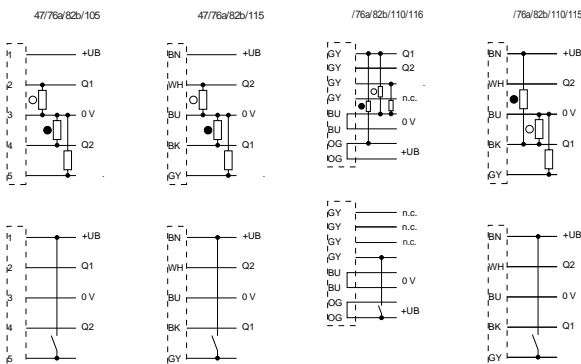 47/76a/82b/105
1 +UB
2 Q1
3 0 V
4 Q2
5
47/76a/82b/115
BN +UB
WH Q2
BU 0 V
BK Q1
GY
/76a/82b/110/116
GY Q1
GY Q2
GY
GY n.c.
BU
0 V
BU
OG
+UB
OG
/76a/82b/110/115
BN +UB
WH Q2
BU 0 V
BK Q1
GY
1 +UB
2 Q1
3 0 V
4 Q2
5
BN +UB
WH Q2
BU 0 V
BK Q1
GY
GY n.c.
GY n.c.
GY n.c.
GY
BU
0 V
BU
OG
+UB
OG
BN +UB
WH Q2
BU 0 V
BK Q1
GY